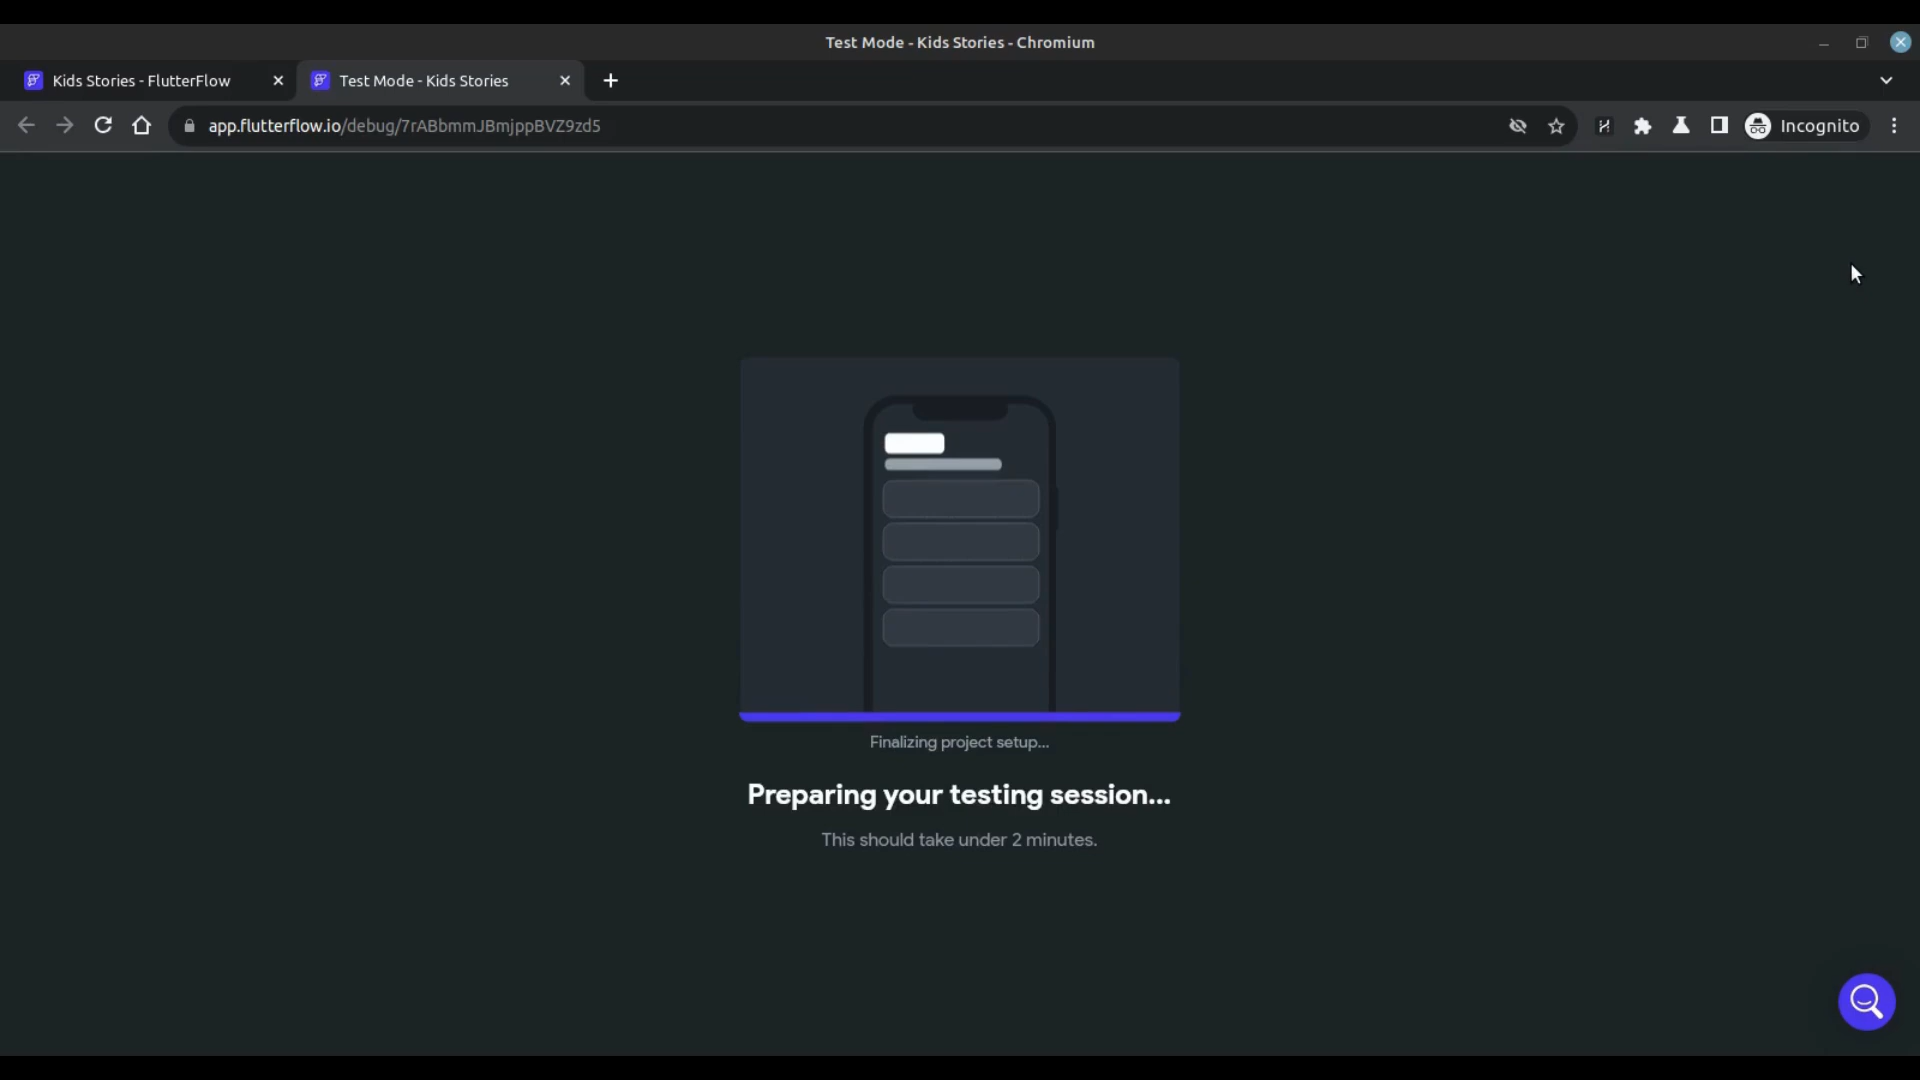 Test Mode - Kids Stories - Chromium
Kids Stories - FlutterFlow
Test Mode - Kids Stories
app.flutterflow.io/debug/7rABbmmJBmjppBVZ9zd5
Incognito
Finalizing project setup...
Preparing your testing session...
This should take under 2 minutes.